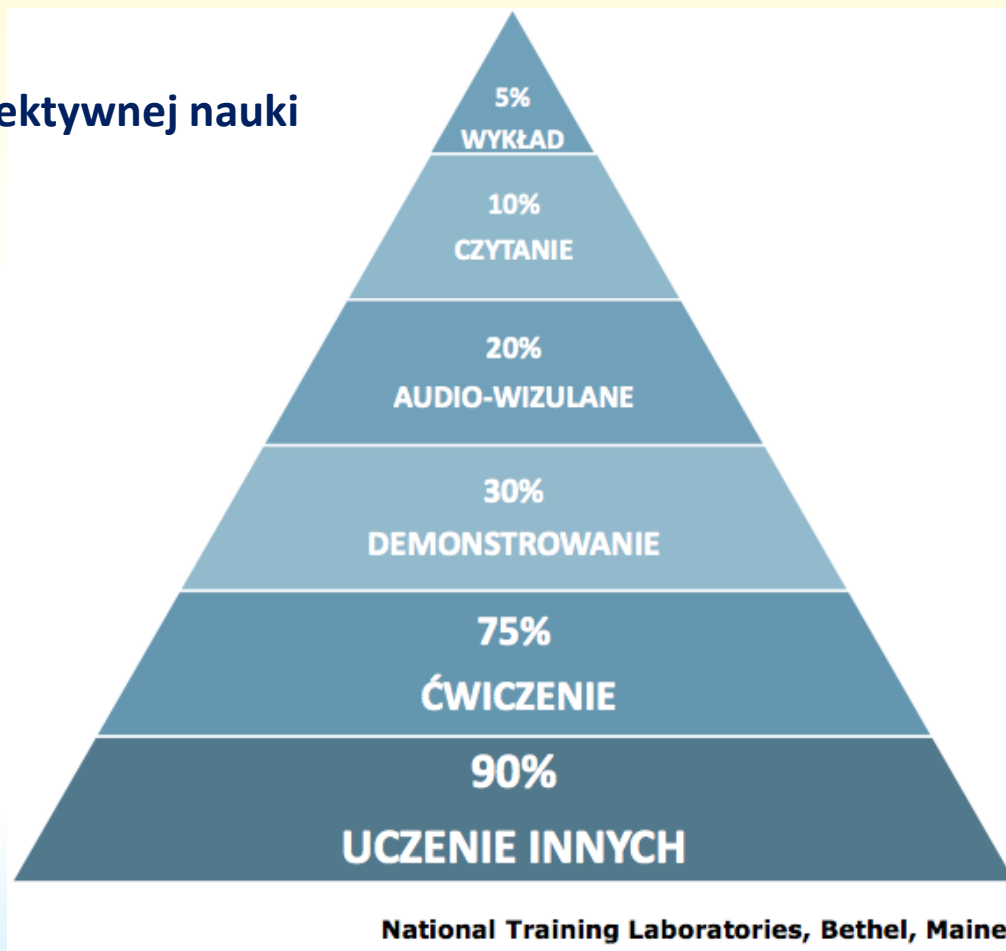 ektywnej nauki
5%
WYKŁAD
10%
CZYTANIE
20%
AUDIO-WIZULANE
30%
DEMONSTROWANIE
75%
ĆWICZENIE
90%
UCZENIE INNYCH
National Training Laboratories, Bethel, Maine